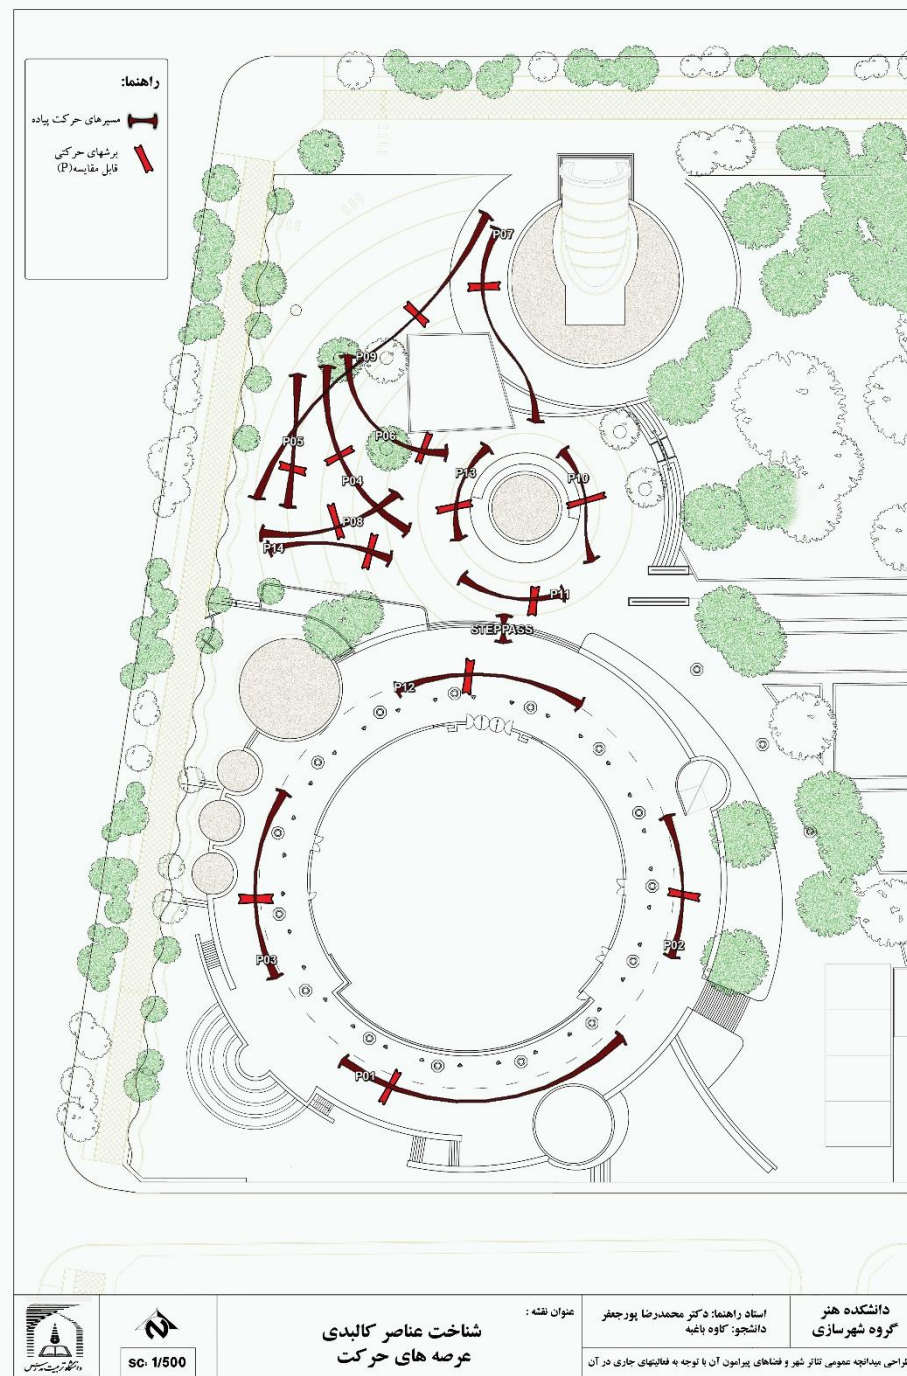 راهنما:
مسیرهای حرکت پیاده
برشهای حرکتی
قابل مقایسه(P)
P07
P09
P06
P05
P04
P13
P10
P08
P14
P11
STEPPASS
P12
P03
P02
P01
دانشکده هنر
گروه شهرسازی
استاد راهنما: دکتر محمدرضا پورجعفر
دانشجو: کاوه باغبه
طراحی میدانچه عمومی تئاتر شهر و فضاهای پیرامون آن با توجه به فعالیتهای جاری در آن
عنوان نقشه :
شناخت عناصر کالبدی
عرصه های حرکت
SC: 1/500
دانشگاه تربیت مدرس